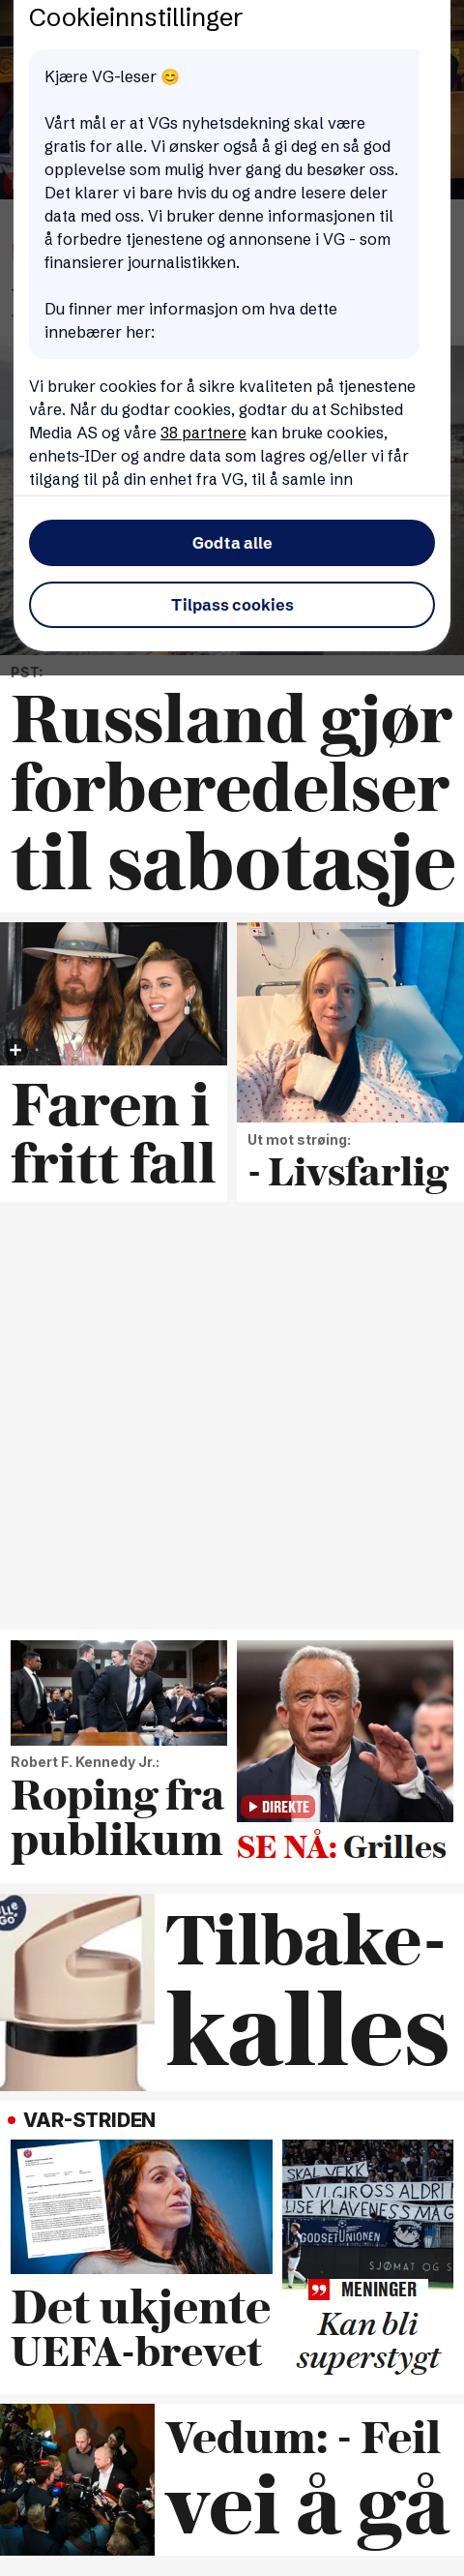 Cookieinnstillinger
Kjære VG-leser 😊
Vårt mål er at VGs nyhetsdekning skal være
gratis for alle. Vi ønsker også å gi deg en så god
opplevelse som mulig hver gang du besøker oss.
Det klarer vi bare hvis du og andre lesere deler
data med oss. Vi bruker denne informasjonen til
å forbedre tjenestene og annonsene i VG - som
finansierer journalistikken.
Du finner mer informasjon om hva dette
innebærer her:
Vi bruker cookies for å sikre kvaliteten på tjenestene
våre. Når du godtar cookies, godtar du at Schibsted
Media AS og våre 38 partnere kan bruke cookies,
enhets-IDer og andre data som lagres og/eller vi får
tilgang til på din enhet fra VG, til å samle inn
Godta alle
Tilpass cookies
PST:
Russland gjør
forberedelser
til sabotasje
Faren i
fritt fall
Ut mot strøing:
- Livsfarlig
Robert F. Kennedy Jr.:
Roping fra
publikum
DIREKTE
SE NÅ: Grilles
Tilbake-
kalles
VAR-STRIDEN
Det ukjente
UEFA-brevet
SKAL VEKK
VI GIR OSS ALDRI
LISE KLAVENESS MÅ G
GODSETUNIONEN
SJØMAT OG S
MENINGER
Kan bli
superstygt
Vedum: - Feil
vei å gå